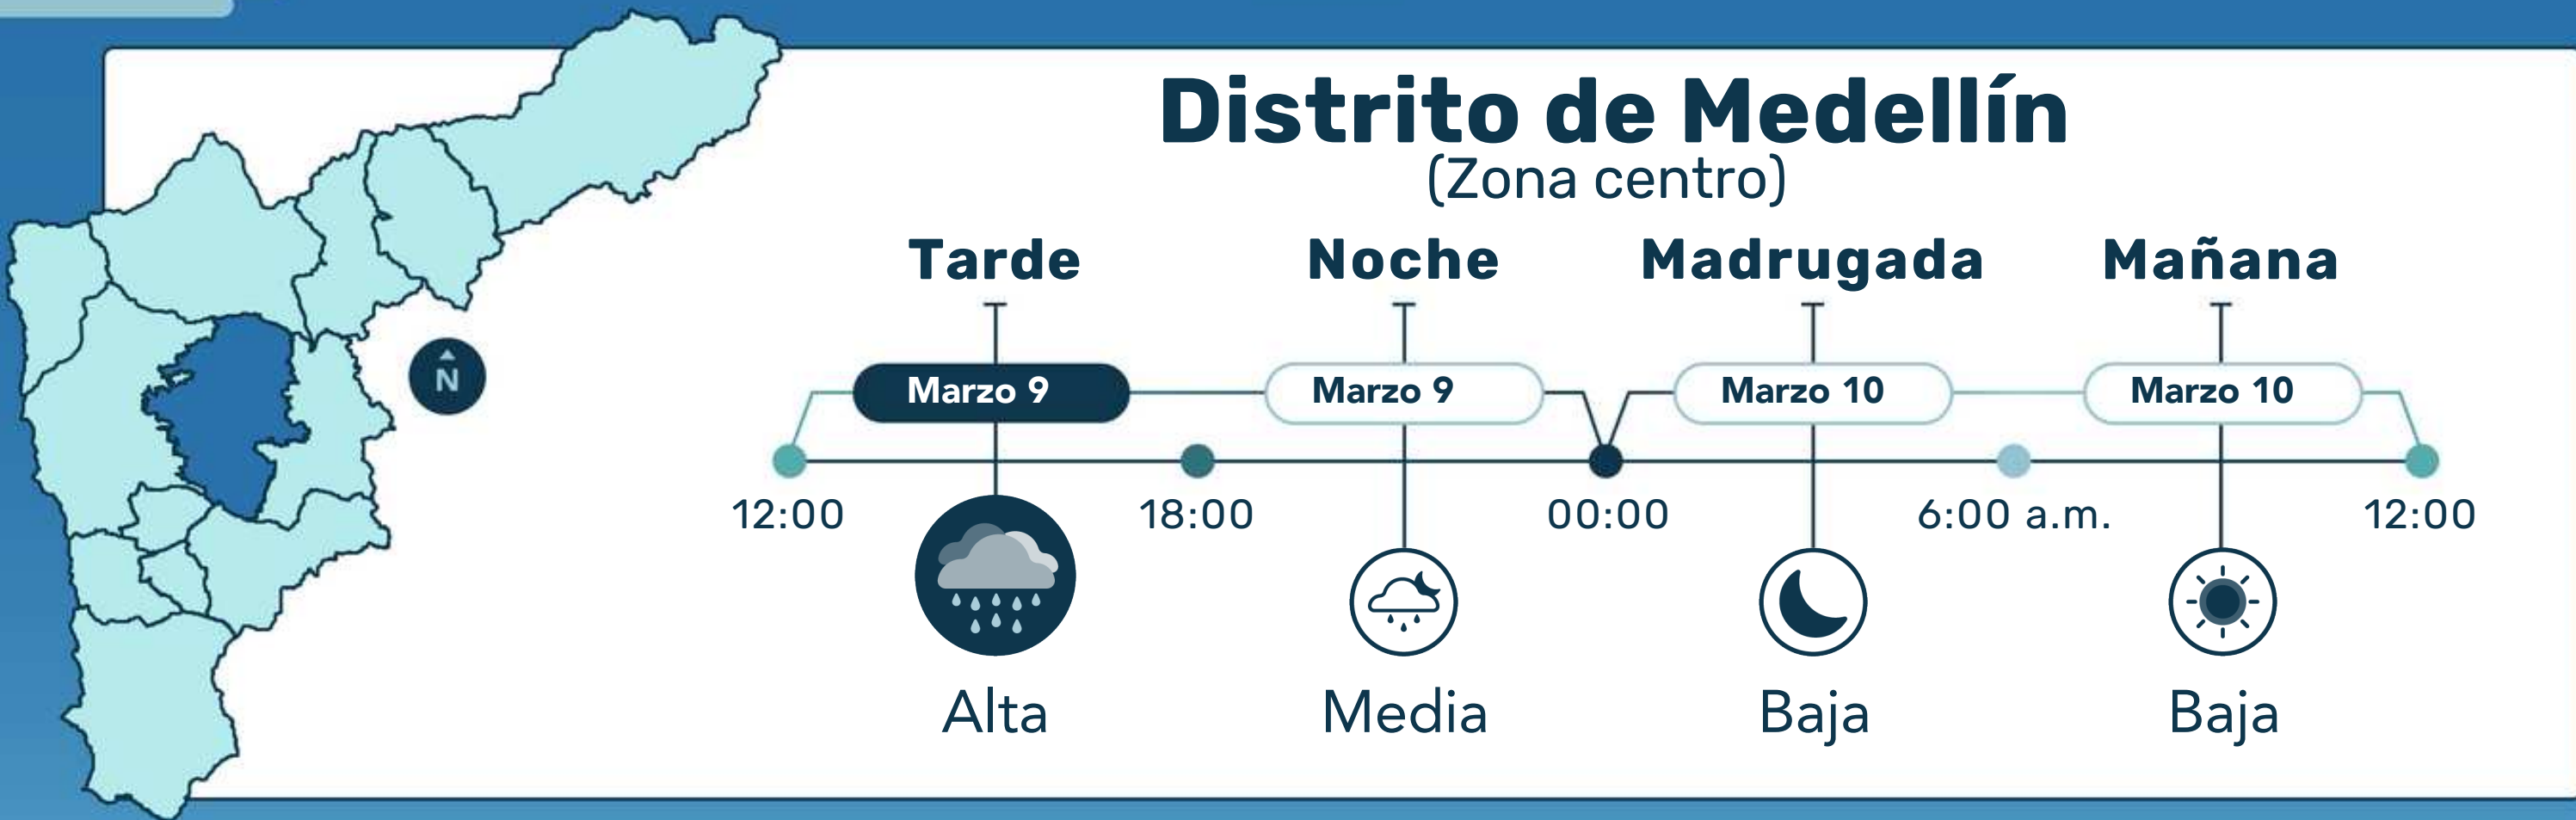 Distrito de Medellín
(Zona centro)
Tarde Noche Madrugada Mañana
N
Marzo 9 Marzo 9 Marzo 10 Marzo 10
12:00 18:00 00:00 6:00 a.m. 12:00
Alta Media Baja Baja